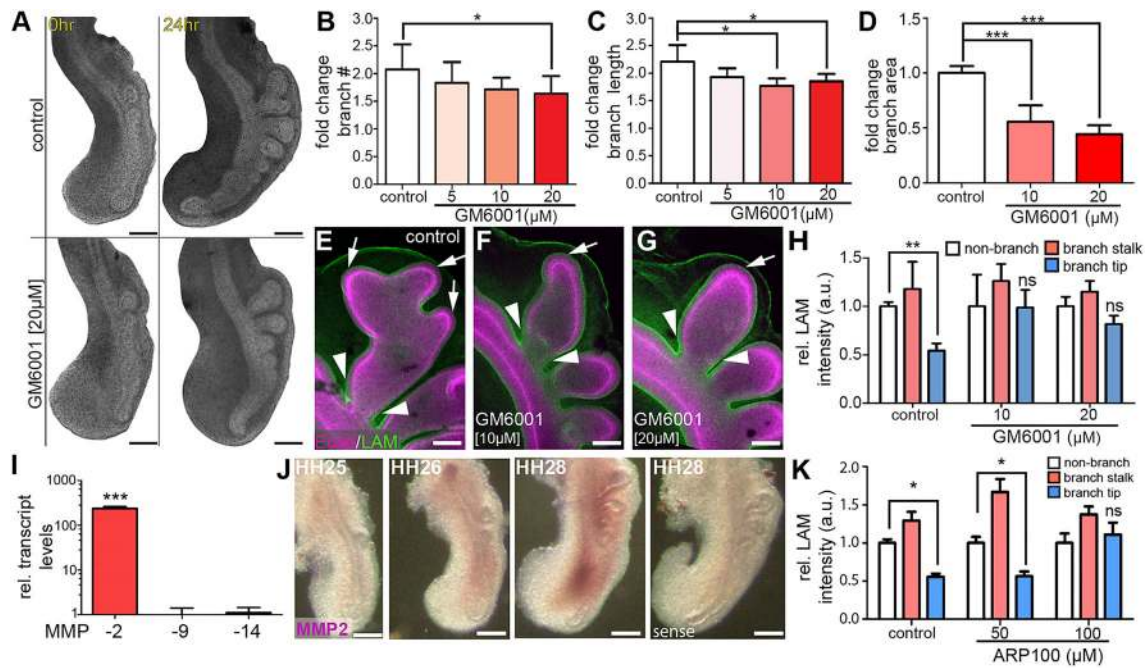 A
0hr
24hr
control
GM6001 [20µM]
B
fold change
branch #
2.5
2.0
1.5
1.0
0.5
0.0
*
control
5
10
20
GM6001(µM)
C
fold change
branch length
3.0
2.5
2.0
1.5
1.0
0.5
0.0
*
*
control
5
10
20
GM6001(µM)
D
fold change
branch area
1.5
1.0
0.5
0.0
***
***
control
10
20
GM6001 (µM)
E
control
/LAM
F
GM6001
[10µM]
G
GM6001
[20µM]
H
non-branch
branch stalk
branch tip
rel. LAM
intensity (a.u.)
1.5
1.0
0.5
0.0
**
ns
ns
control
10
20
GM6001 (µM)
I
rel. transcript
levels
1000
100
10
1
***
MMP
-2
-9
-14
J
HH25
HH26
HH28
HH28
MMP2
sense
K
non-branch
branch stalk
branch tip
rel. LAM
intensity (a.u.)
2.0
1.5
1.0
0.5
0.0
*
*
ns
control
50
100
ARP100 (µM)